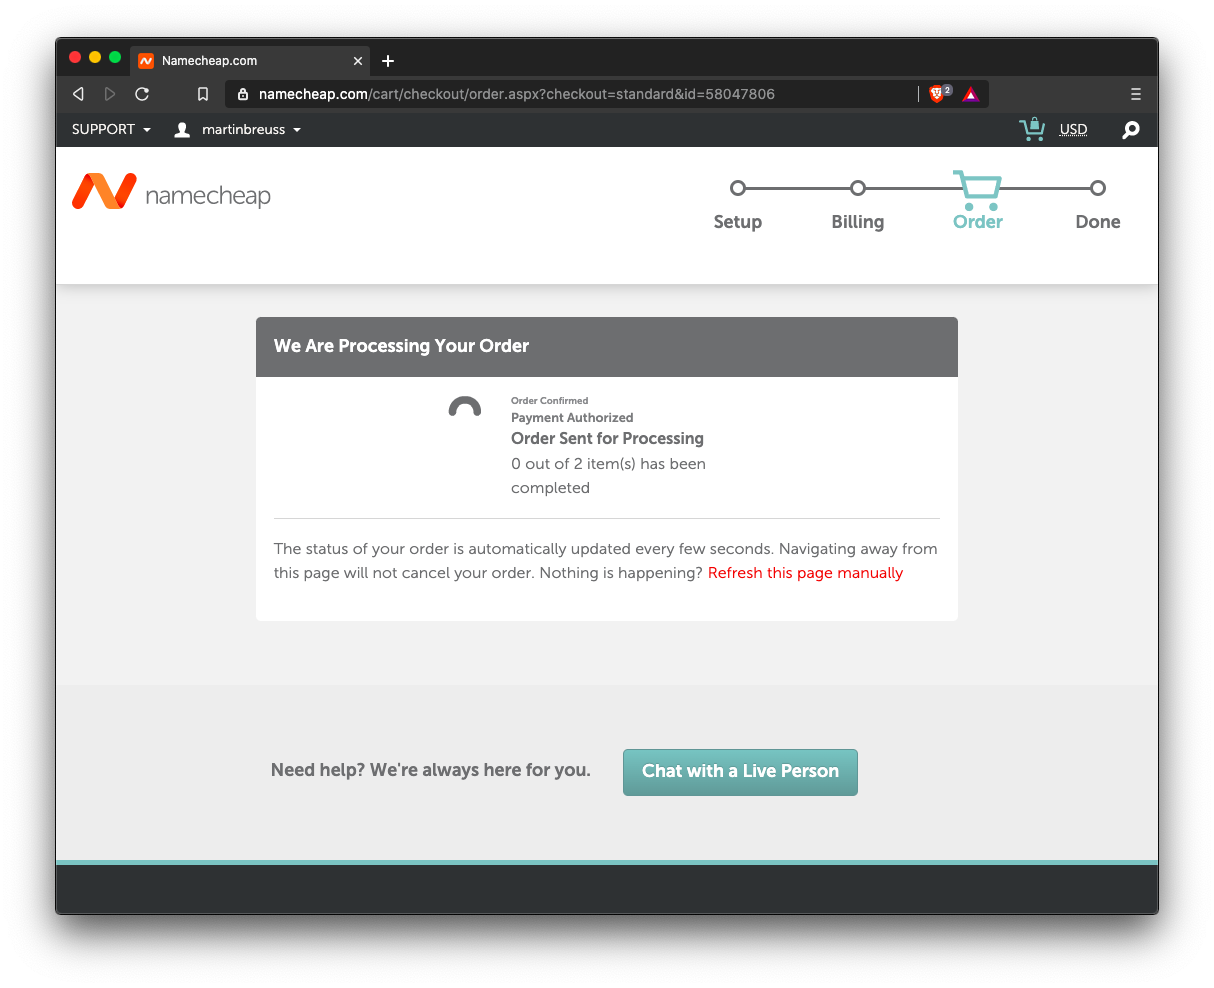 Namecheap.com
namecheap.com/cart/checkout/order.aspx?checkout=standard&id=58047806
2
SUPPORT martinbreuss USD
namecheap
Setup Billing Order Done
We Are Processing Your Order
Order Confirmed
Payment Authorized
Order Sent for Processing
0 out of 2 item(s) has been
completed
The status of your order is automatically updated every few seconds. Navigating away from
this page will not cancel your order. Nothing is happening? Refresh this page manually
Need help? We're always here for you. Chat with a Live Person